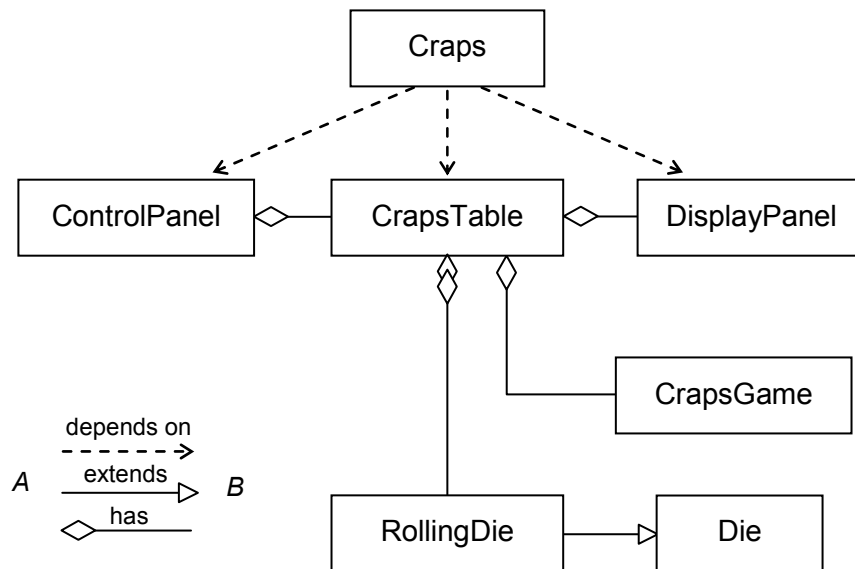 Craps
ControlPanel
CrapsTable
DisplayPanel
CrapsGame
depends on
A
extends
B
has
RollingDie
Die